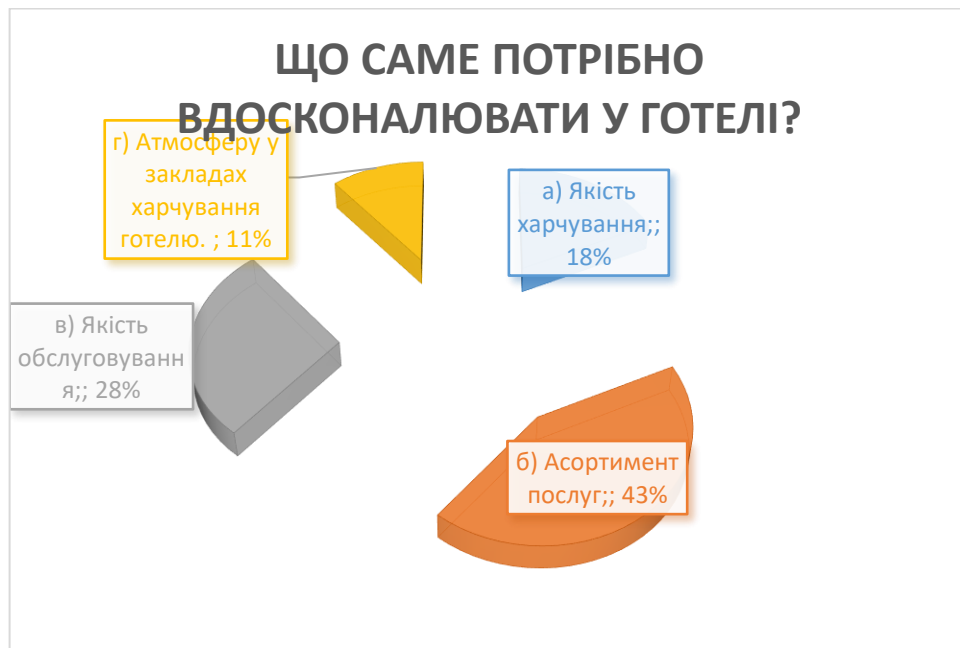 ЩО САМЕ ПОТРІБНО
ВДОСКОНАЛЮВАТИ У ГОТЕЛІ?
г) Атмосферу у
закладах
харчування
готелю. ; 11%
а) Якість
харчування;;
18%
в) Якість
обслуговуванн
я;; 28%
б) Асортимент
послуг;; 43%